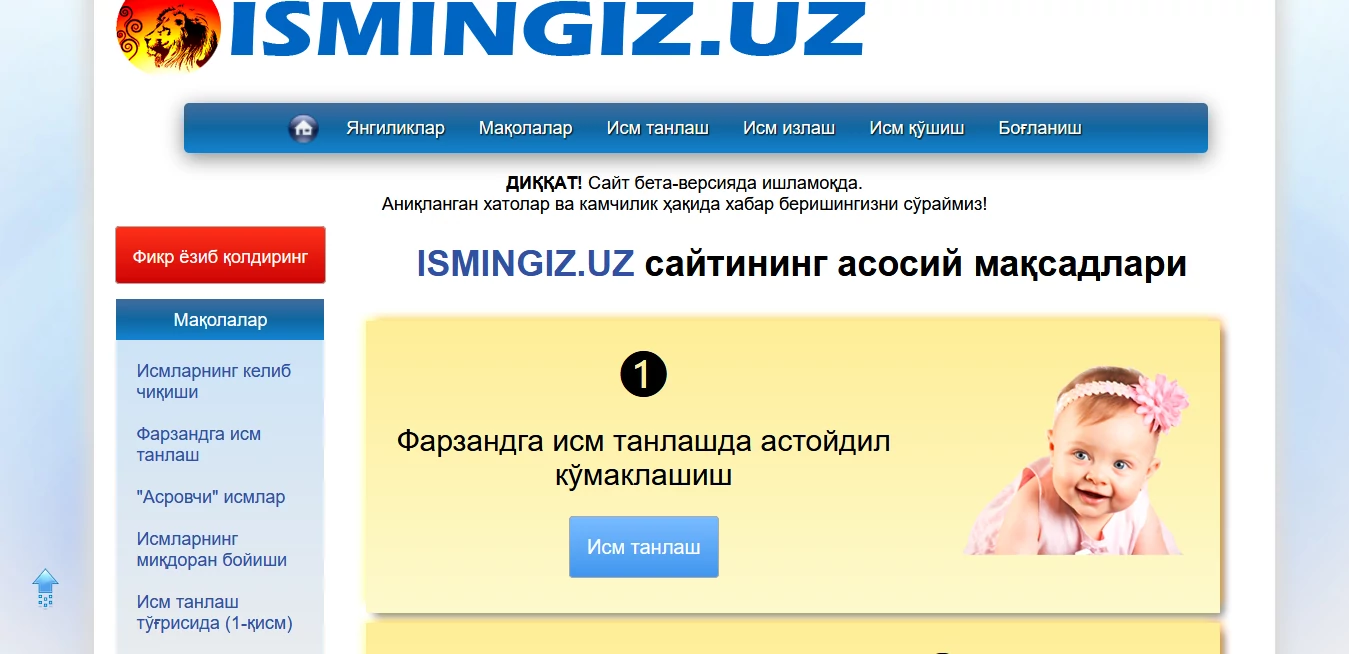 ISMINGIZ.UZ
Янгиликлар Мақолалар Исм танлаш Исм излаш Исм қўшиш Боғланиш
ДИҚҚАТ! Сайт бета-версияда ишламоқда.
Аниқланган хатолар ва камчилик ҳақида хабар беришингизни сўраймиз!
Фикр ёзиб қолдиринг
ISMINGIZ.UZ сайтининг асосий мақсадлари
Мақолалар
Исмларнинг келиб
чиқиши
Фарзандга исм
танлаш
"Асровчи" исмлар
Исмларнинг
миқдоран бойиши
Исм танлаш
тўғрисида (1-қисм)
1
Фарзандга исм танлашда астойдил
кўмаклашиш
Исм танлаш